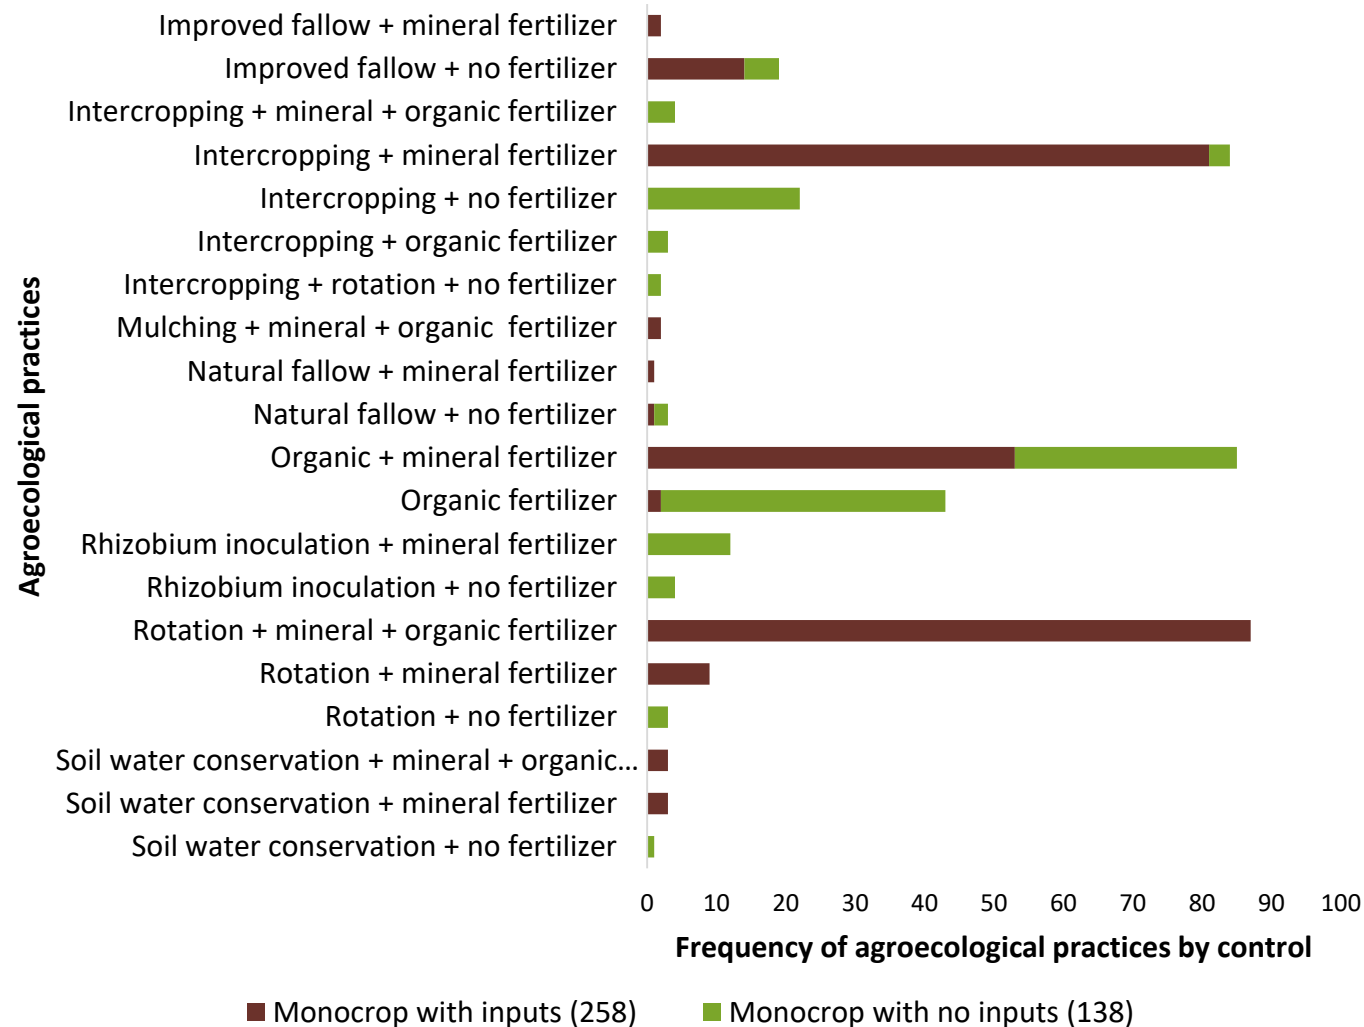 Agroecological practices
Improved fallow + mineral fertilizer
Improved fallow + no fertilizer
Intercropping + mineral + organic fertilizer
Intercropping + mineral fertilizer
Intercropping + no fertilizer
Intercropping + organic fertilizer
Intercropping + rotation + no fertilizer
Mulching + mineral + organic  fertilizer
Natural fallow + mineral fertilizer
Natural fallow + no fertilizer
Organic + mineral fertilizer
Organic fertilizer
Rhizobium inoculation + mineral fertilizer
Rhizobium inoculation + no fertilizer
Rotation + mineral + organic fertilizer
Rotation + mineral fertilizer
Rotation + no fertilizer
Soil water conservation + mineral + organic...
Soil water conservation + mineral fertilizer
Soil water conservation + no fertilizer
0 10 20 30 40 50 60 70 80 90 100
Frequency of agroecological practices by control
Monocrop with inputs (258) Monocrop with no inputs (138)